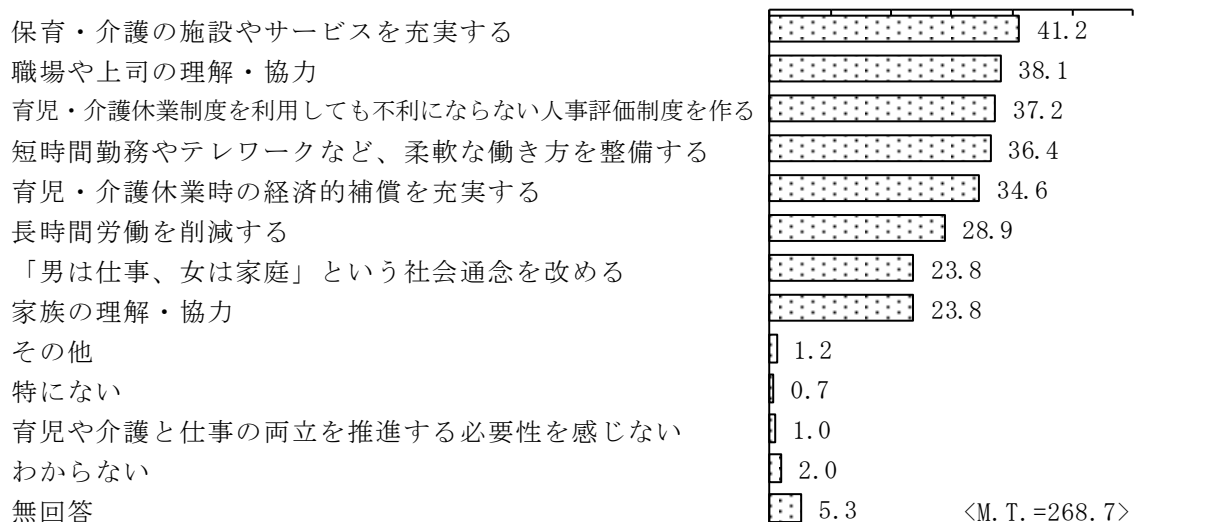 保育・介護の施設やサービスを充実する 41.2
職場や上司の理解・協力 38.1
育児・介護休業制度を利用しても不利にならない人事評価制度を作る 37.2
短時間勤務やテレワークなど、柔軟な働き方を整備する 36.4
育児・介護休業時の経済的補償を充実する 34.6
長時間労働を削減する 28.9
「男は仕事、女は家庭」という社会通念を改める 23.8
家族の理解・協力 23.8
その他 1.2
特にない 0.7
育児や介護と仕事の両立を推進する必要性を感じない 1.0
わからない 2.0
無回答 5.3 <M.T.=268.7>